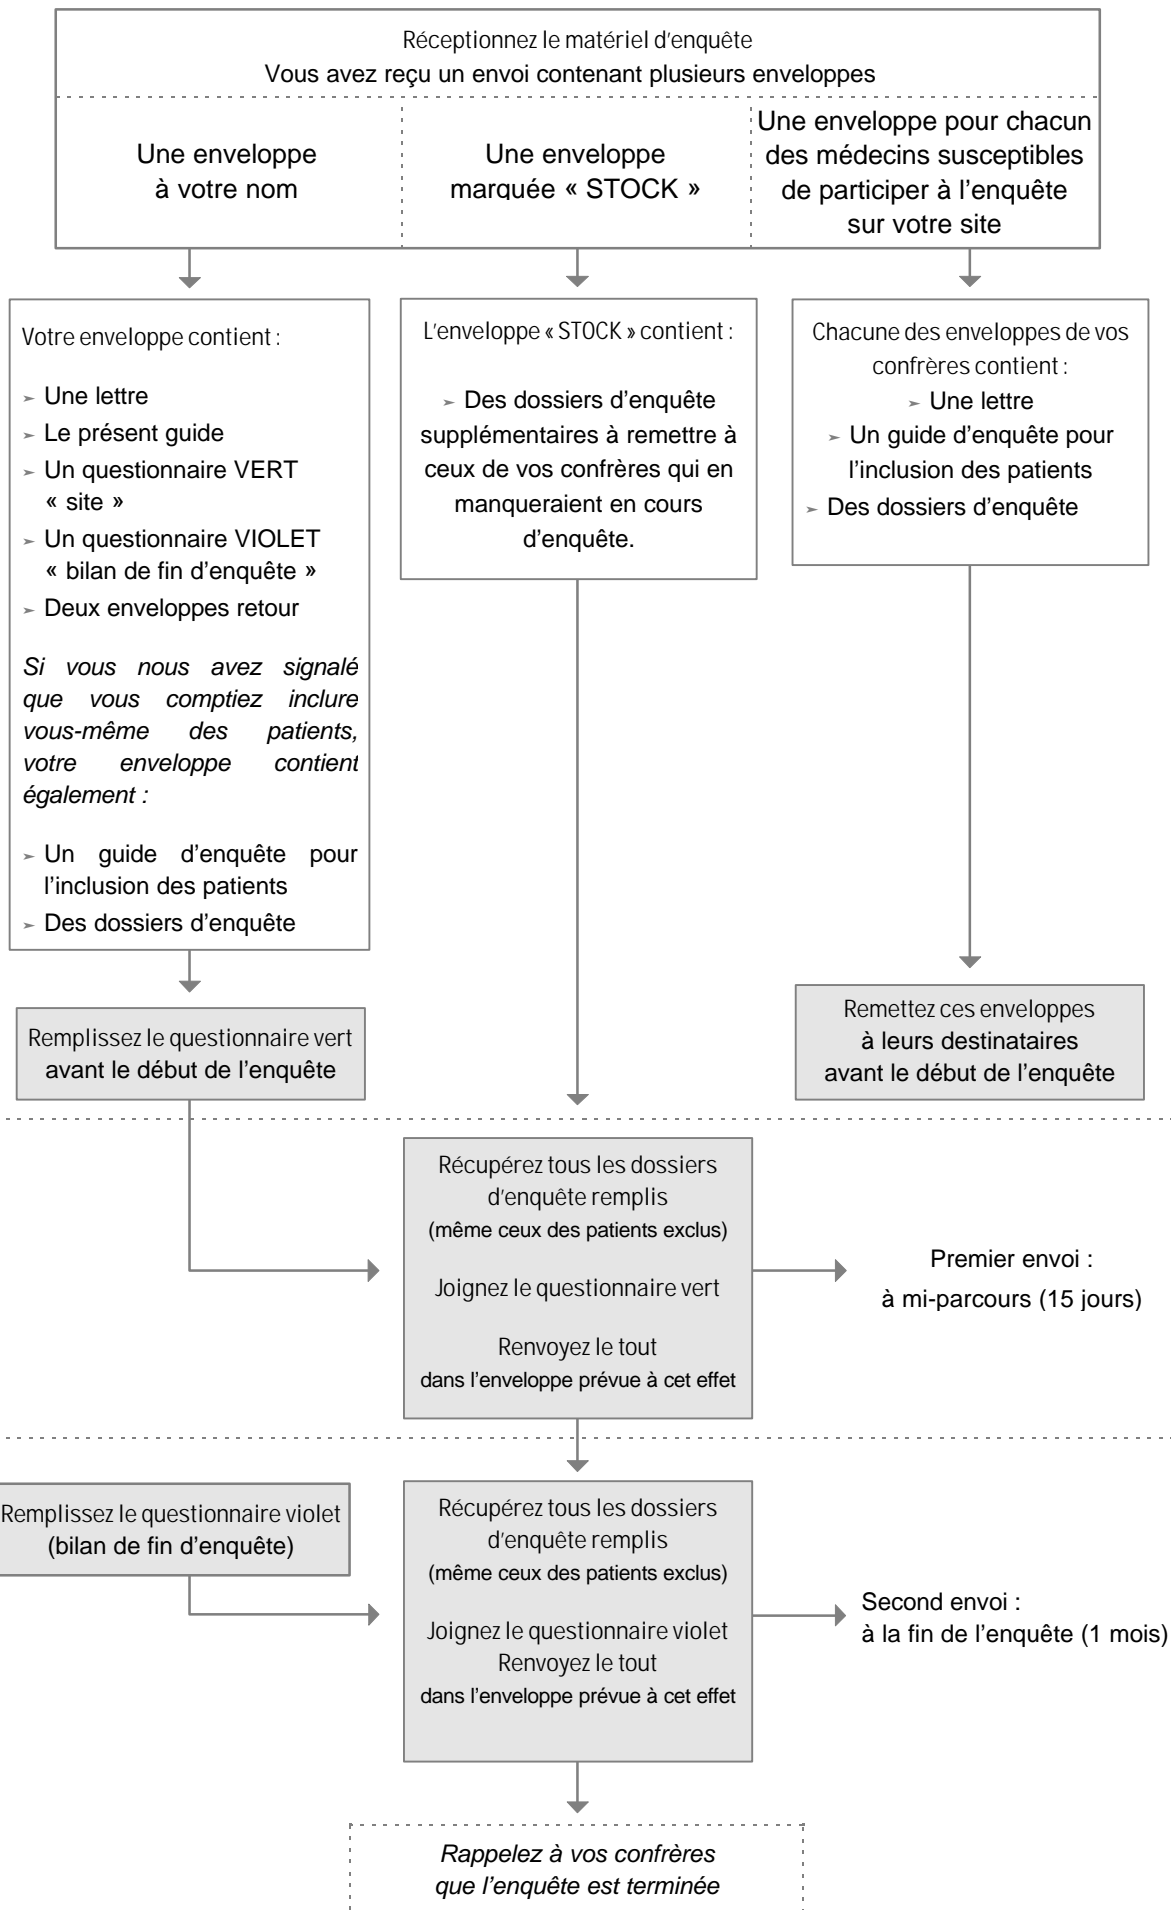 Réceptionnez le matériel d'enquête
Vous avez reçu un envoi contenant plusieurs enveloppes
Une enveloppe
à votre nom
Une enveloppe
marquée « STOCK »
Une enveloppe pour chacun
des médecins susceptibles
de participer à l'enquête
sur votre site
Votre enveloppe contient :
➢ Une lettre
➢ Le présent guide
➢ Un questionnaire VERT
« site »
➢ Un questionnaire VIOLET
« bilan de fin d'enquête »
➢ Deux enveloppes retour
Si vous nous avez signalé
que vous comptiez inclure
vous-même des patients,
votre enveloppe contient
également :
➢ Un guide d'enquête pour
l'inclusion des patients
➢ Des dossiers d'enquête
L'enveloppe « STOCK » contient :
➢ Des dossiers d'enquête
supplémentaires à remettre à
ceux de vos confrères qui en
manqueraient en cours
d'enquête.
Chacune des enveloppes de vos
confrères contient :
➢ Une lettre
➢ Un guide d'enquête pour
l'inclusion des patients
➢ Des dossiers d'enquête
Remplissez le questionnaire vert
avant le début de l'enquête
Remettez ces enveloppes
à leurs destinataires
avant le début de l'enquête
Récupérez tous les dossiers
d'enquête remplis
(même ceux des patients exclus)
Joignez le questionnaire vert
Renvoyez le tout
dans l'enveloppe prévue à cet effet
Premier envoi :
à mi-parcours (15 jours)
Remplissez le questionnaire violet
(bilan de fin d'enquête)
Récupérez tous les dossiers
d'enquête remplis
(même ceux des patients exclus)
Joignez le questionnaire violet
Renvoyez le tout
dans l'enveloppe prévue à cet effet
Second envoi :
à la fin de l'enquête (1 mois)
Rappelez à vos confrères
que l'enquête est terminée